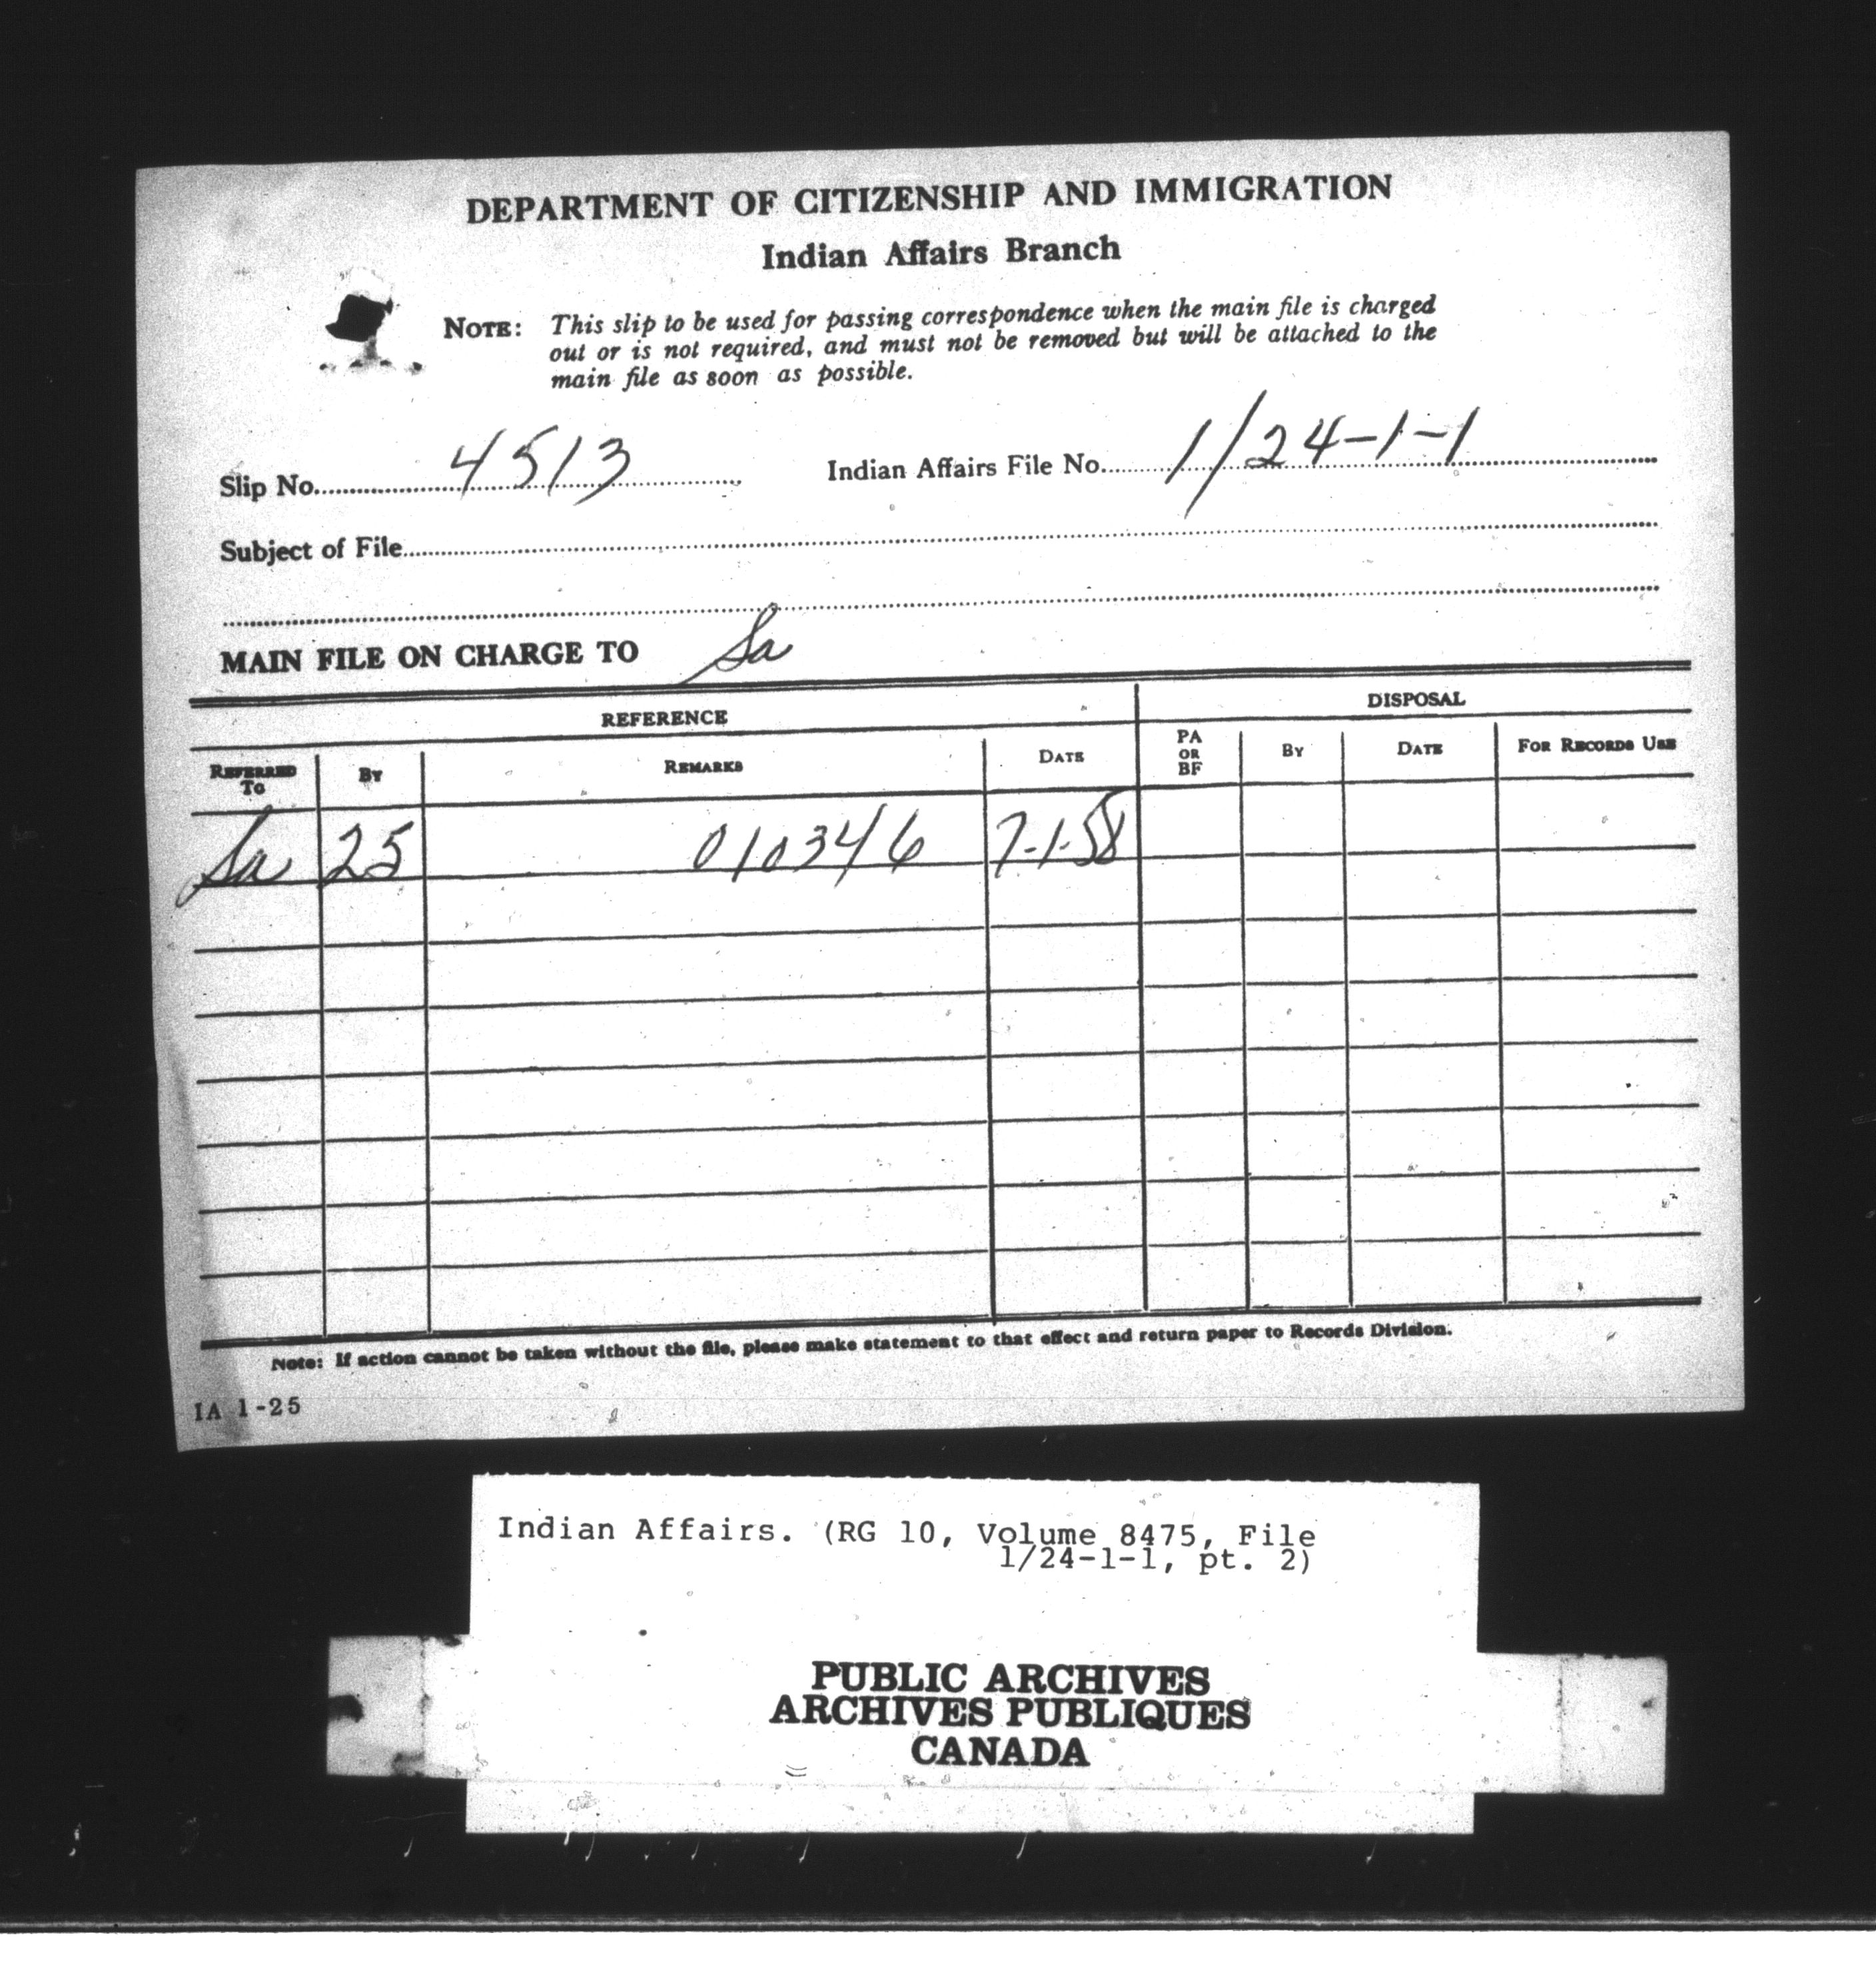 DEPARTMENT OF CITIZENSHIP AND IMMIGRATION
Indian Affairs Branch
NOTE: This slip to be used for passing correspondence when the main file is charged
out or is not required, and must not be removed but will be attached to the
main file as soon as possible.
Slip No. 4513 Indian Affairs File No. 1/24-1-1
Subject of File
MAIN FILE ON CHARGE TO Sa
REFERENCE DISPOSAL
REFERRED TO BY REMARKS DATE PA OR BF BY DATE FOR RECORDS USE
Sa 25 010346 7-1-58
Note: If action cannot be taken without the file, please make statement to that effect and return paper to Records Division.
IA 1-25
Indian Affairs. (RG 10, Volume 8475, File
1/24-1-1, pt. 2)
PUBLIC ARCHIVES
ARCHIVES PUBLIQUES
CANADA